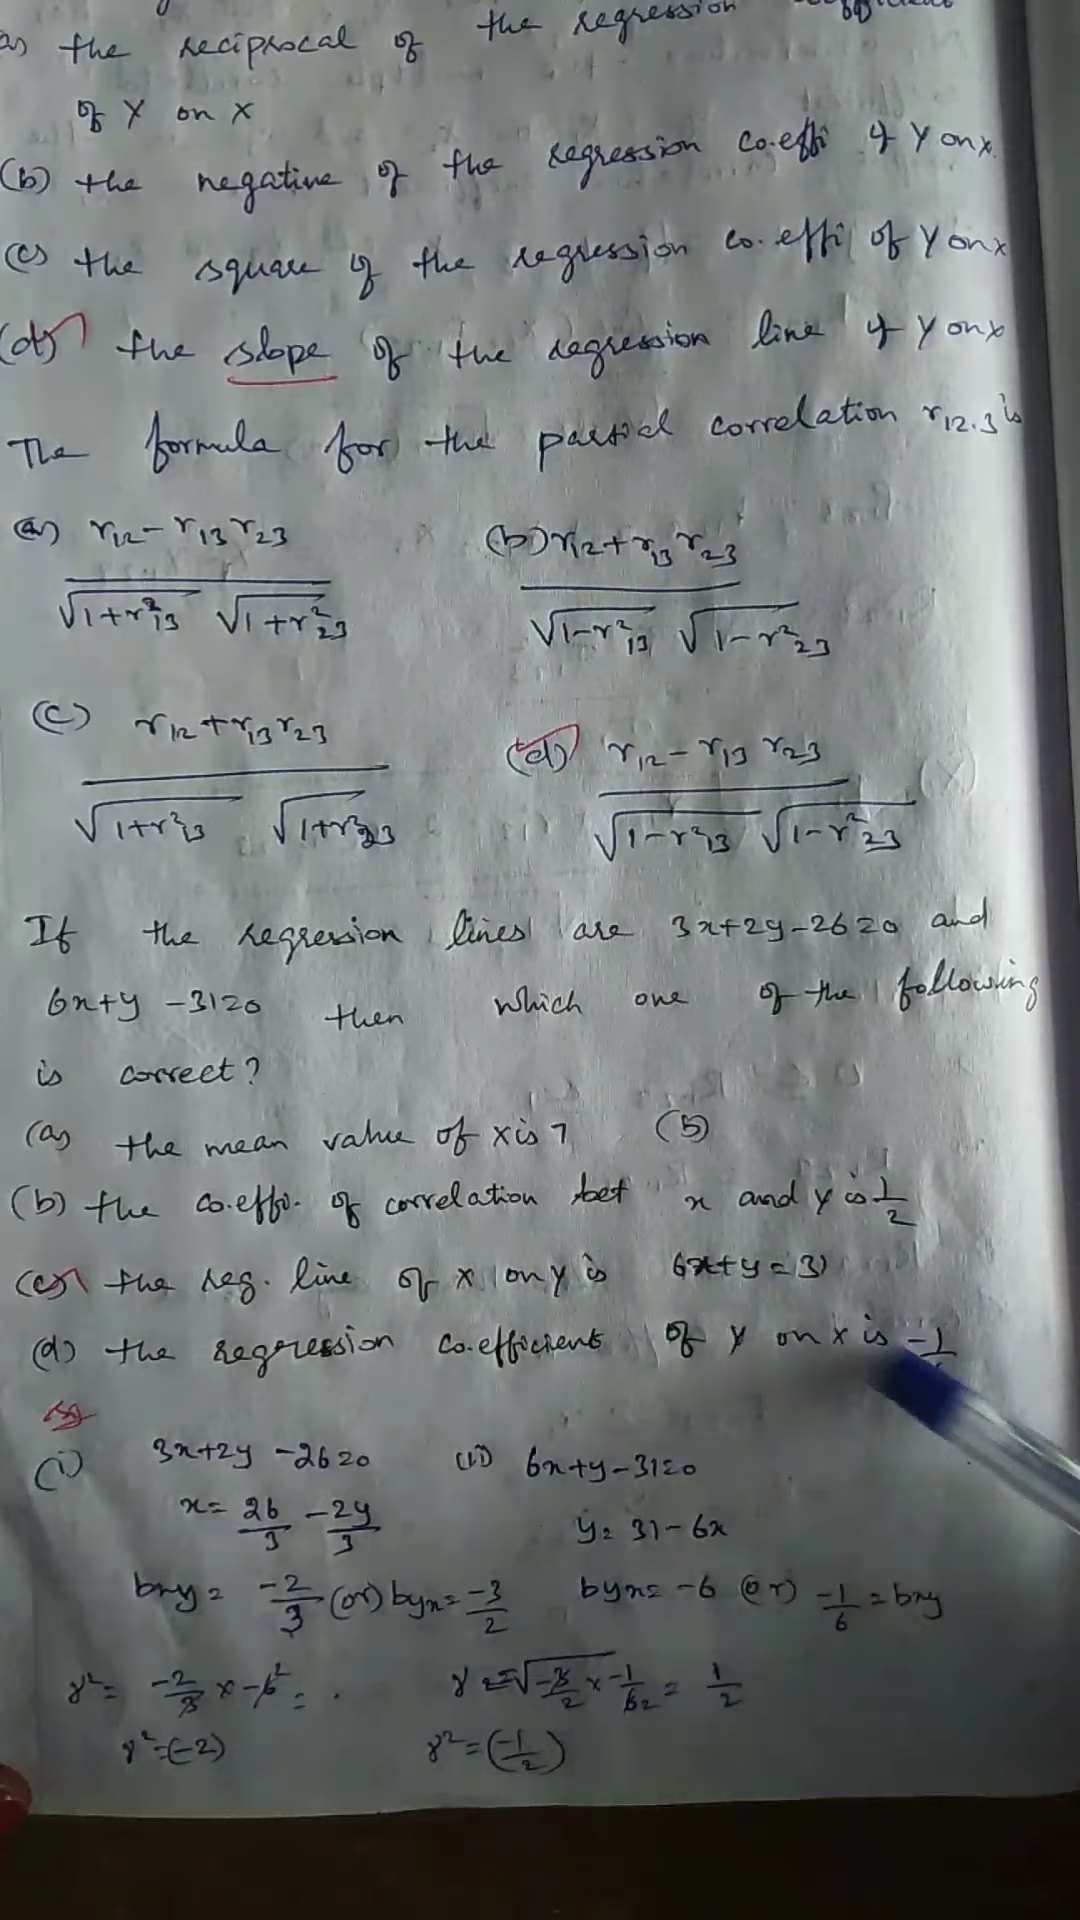 a) the reciprocal of the regression coefficient
of Y on X
(b) the negative of the regression co.effi of Y on x.
(c) the square of the regression co.effi of Y on x
(d) the slope of the regression line of Y on x
The formula for the partial correlation r12.3 is
(a) r12 - r13 r23 (b) r12 + r13 r23
√1+r²13 √1+r²23 √1-r²13 √1-r²23
(c) r12 + r13 r23 (d) r12 - r13 r23
√1+r²13 √1+r²23 √1-r²13 √1-r²23
If the regression lines are 3x+2y-26=0 and
6x+y-31=0 then which one of the following
is correct?
(a) the mean value of x is 7 (5)
(b) the co.effi. of correlation bet x and y is 1/2
(c) the reg. line of x on y is 6x+y=31
(d) the regression co.efficient of y on x is -1
(i) 3x+2y-26=0 (ii) 6x+y-31=0
x = 26/3 - 2y/3 y = 31-6x
bxy = -2/3 (or) byx = -3/2 byx = -6 (or) -1/6 = bxy
r² = -2/3 x -6 = . r = √-3/2 x -1/6 2 = 1/2
r² = (-2) r² = (-1/2)